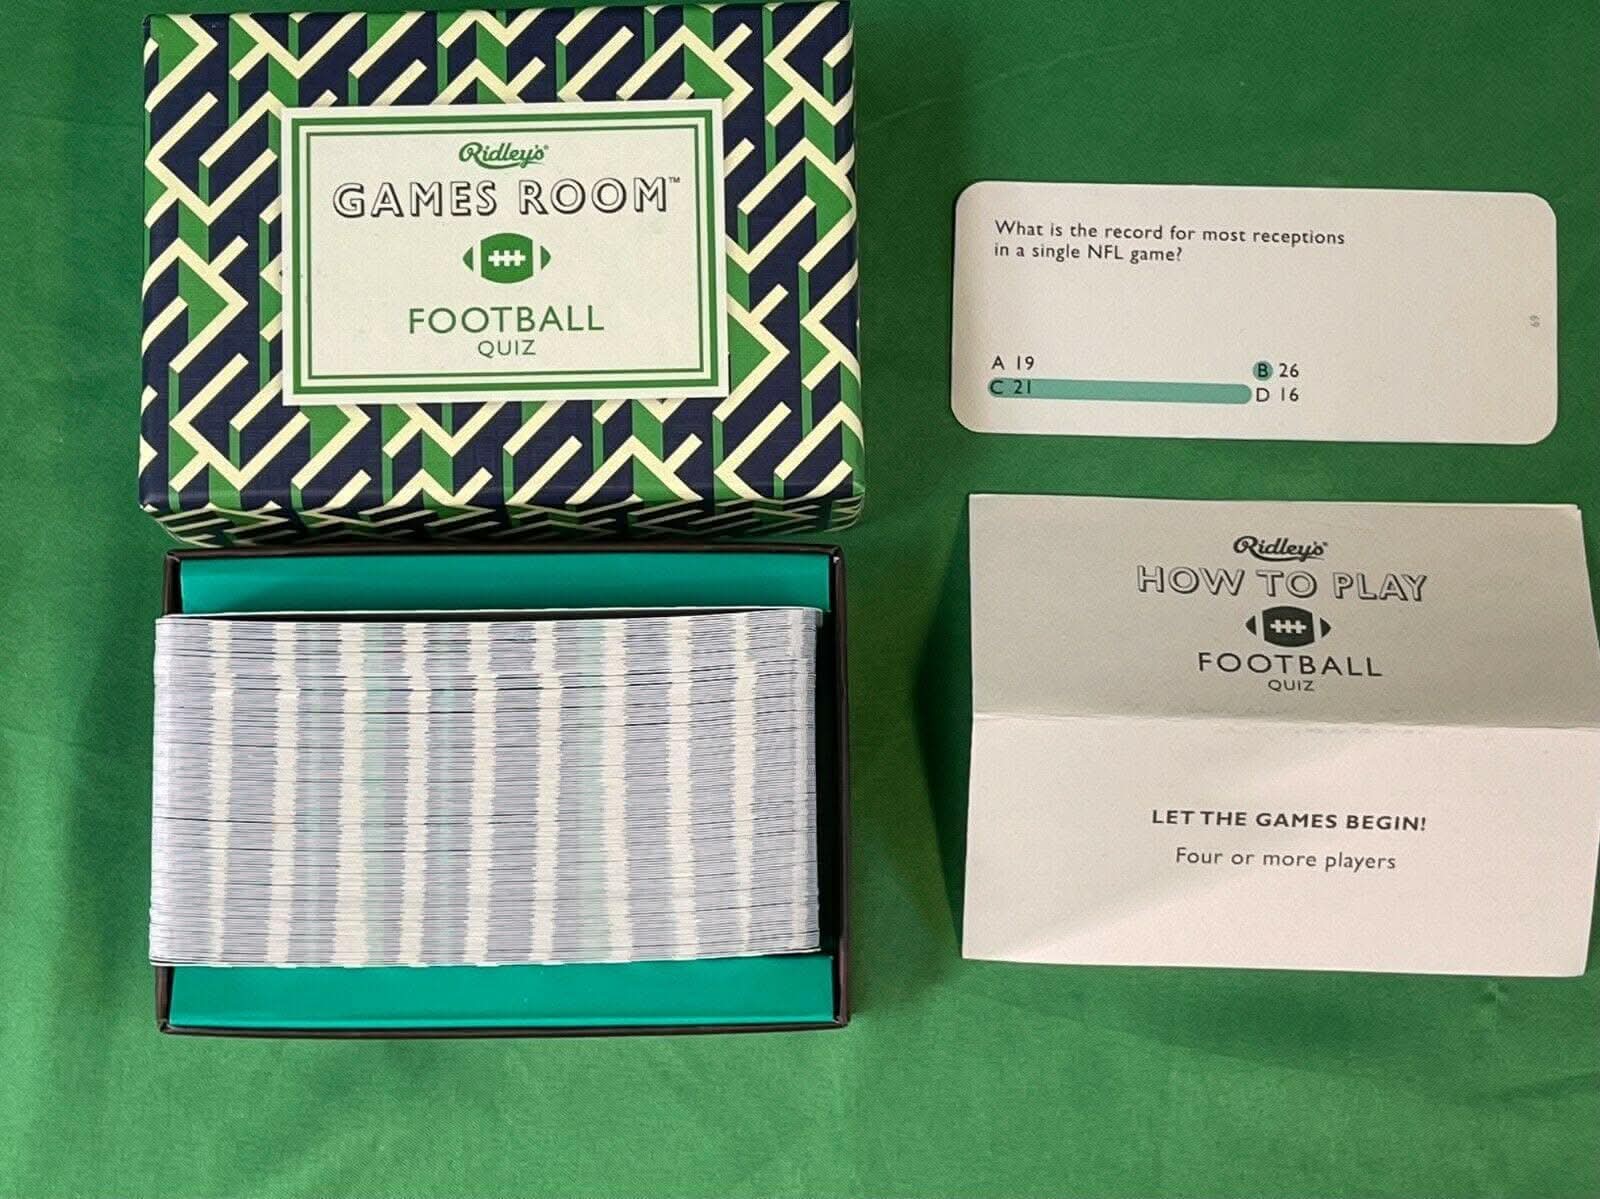 Ridley's®
GAMES ROOM™
FOOTBALL
QUIZ
What is the record for most receptions
in a single NFL game?
A 19
B 26
C 21
D 16
69
Ridley's®
HOW TO PLAY
FOOTBALL
QUIZ
LET THE GAMES BEGIN!
Four or more players